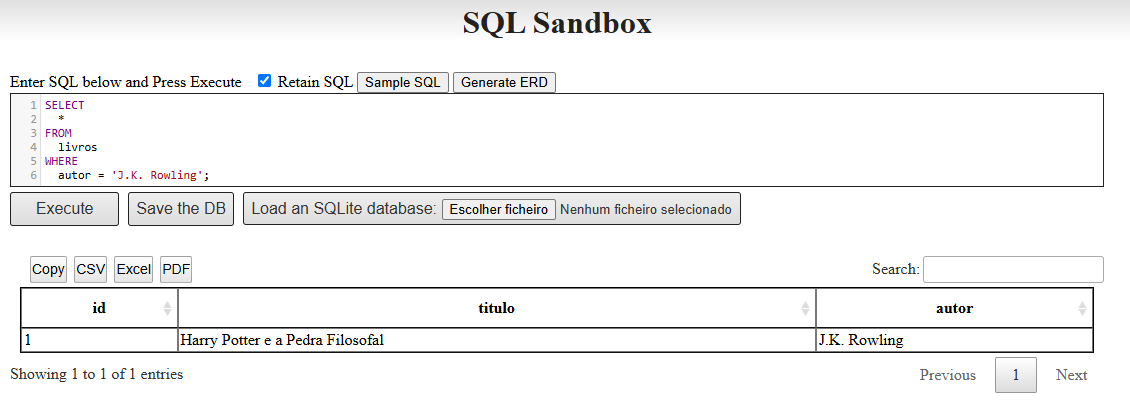 SQL Sandbox
Enter SQL below and Press Execute Retain SQL Sample SQL Generate ERD
1 SELECT
2 *
3 FROM
4 livros
5 WHERE
6 autor = 'J.K. Rowling';
Execute Save the DB Load an SQLite database: Escolher ficheiro Nenhum ficheiro selecionado
Copy CSV Excel PDF Search:
id titulo autor
1 Harry Potter e a Pedra Filosofal J.K. Rowling
Showing 1 to 1 of 1 entries Previous 1 Next